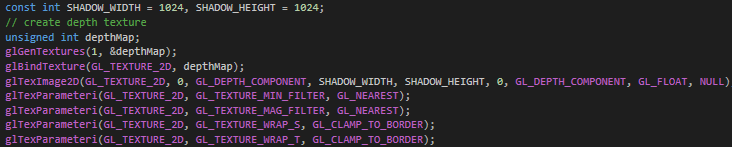 const int SHADOW_WIDTH = 1024, SHADOW_HEIGHT = 1024;
// create depth texture
unsigned int depthMap;
glGenTextures(1, &depthMap);
glBindTexture(GL_TEXTURE_2D, depthMap);
glTexImage2D(GL_TEXTURE_2D, 0, GL_DEPTH_COMPONENT, SHADOW_WIDTH, SHADOW_HEIGHT, 0, GL_DEPTH_COMPONENT, GL_FLOAT, NULL)
glTexParameteri(GL_TEXTURE_2D, GL_TEXTURE_MIN_FILTER, GL_NEAREST);
glTexParameteri(GL_TEXTURE_2D, GL_TEXTURE_MAG_FILTER, GL_NEAREST);
glTexParameteri(GL_TEXTURE_2D, GL_TEXTURE_WRAP_S, GL_CLAMP_TO_BORDER);
glTexParameteri(GL_TEXTURE_2D, GL_TEXTURE_WRAP_T, GL_CLAMP_TO_BORDER);